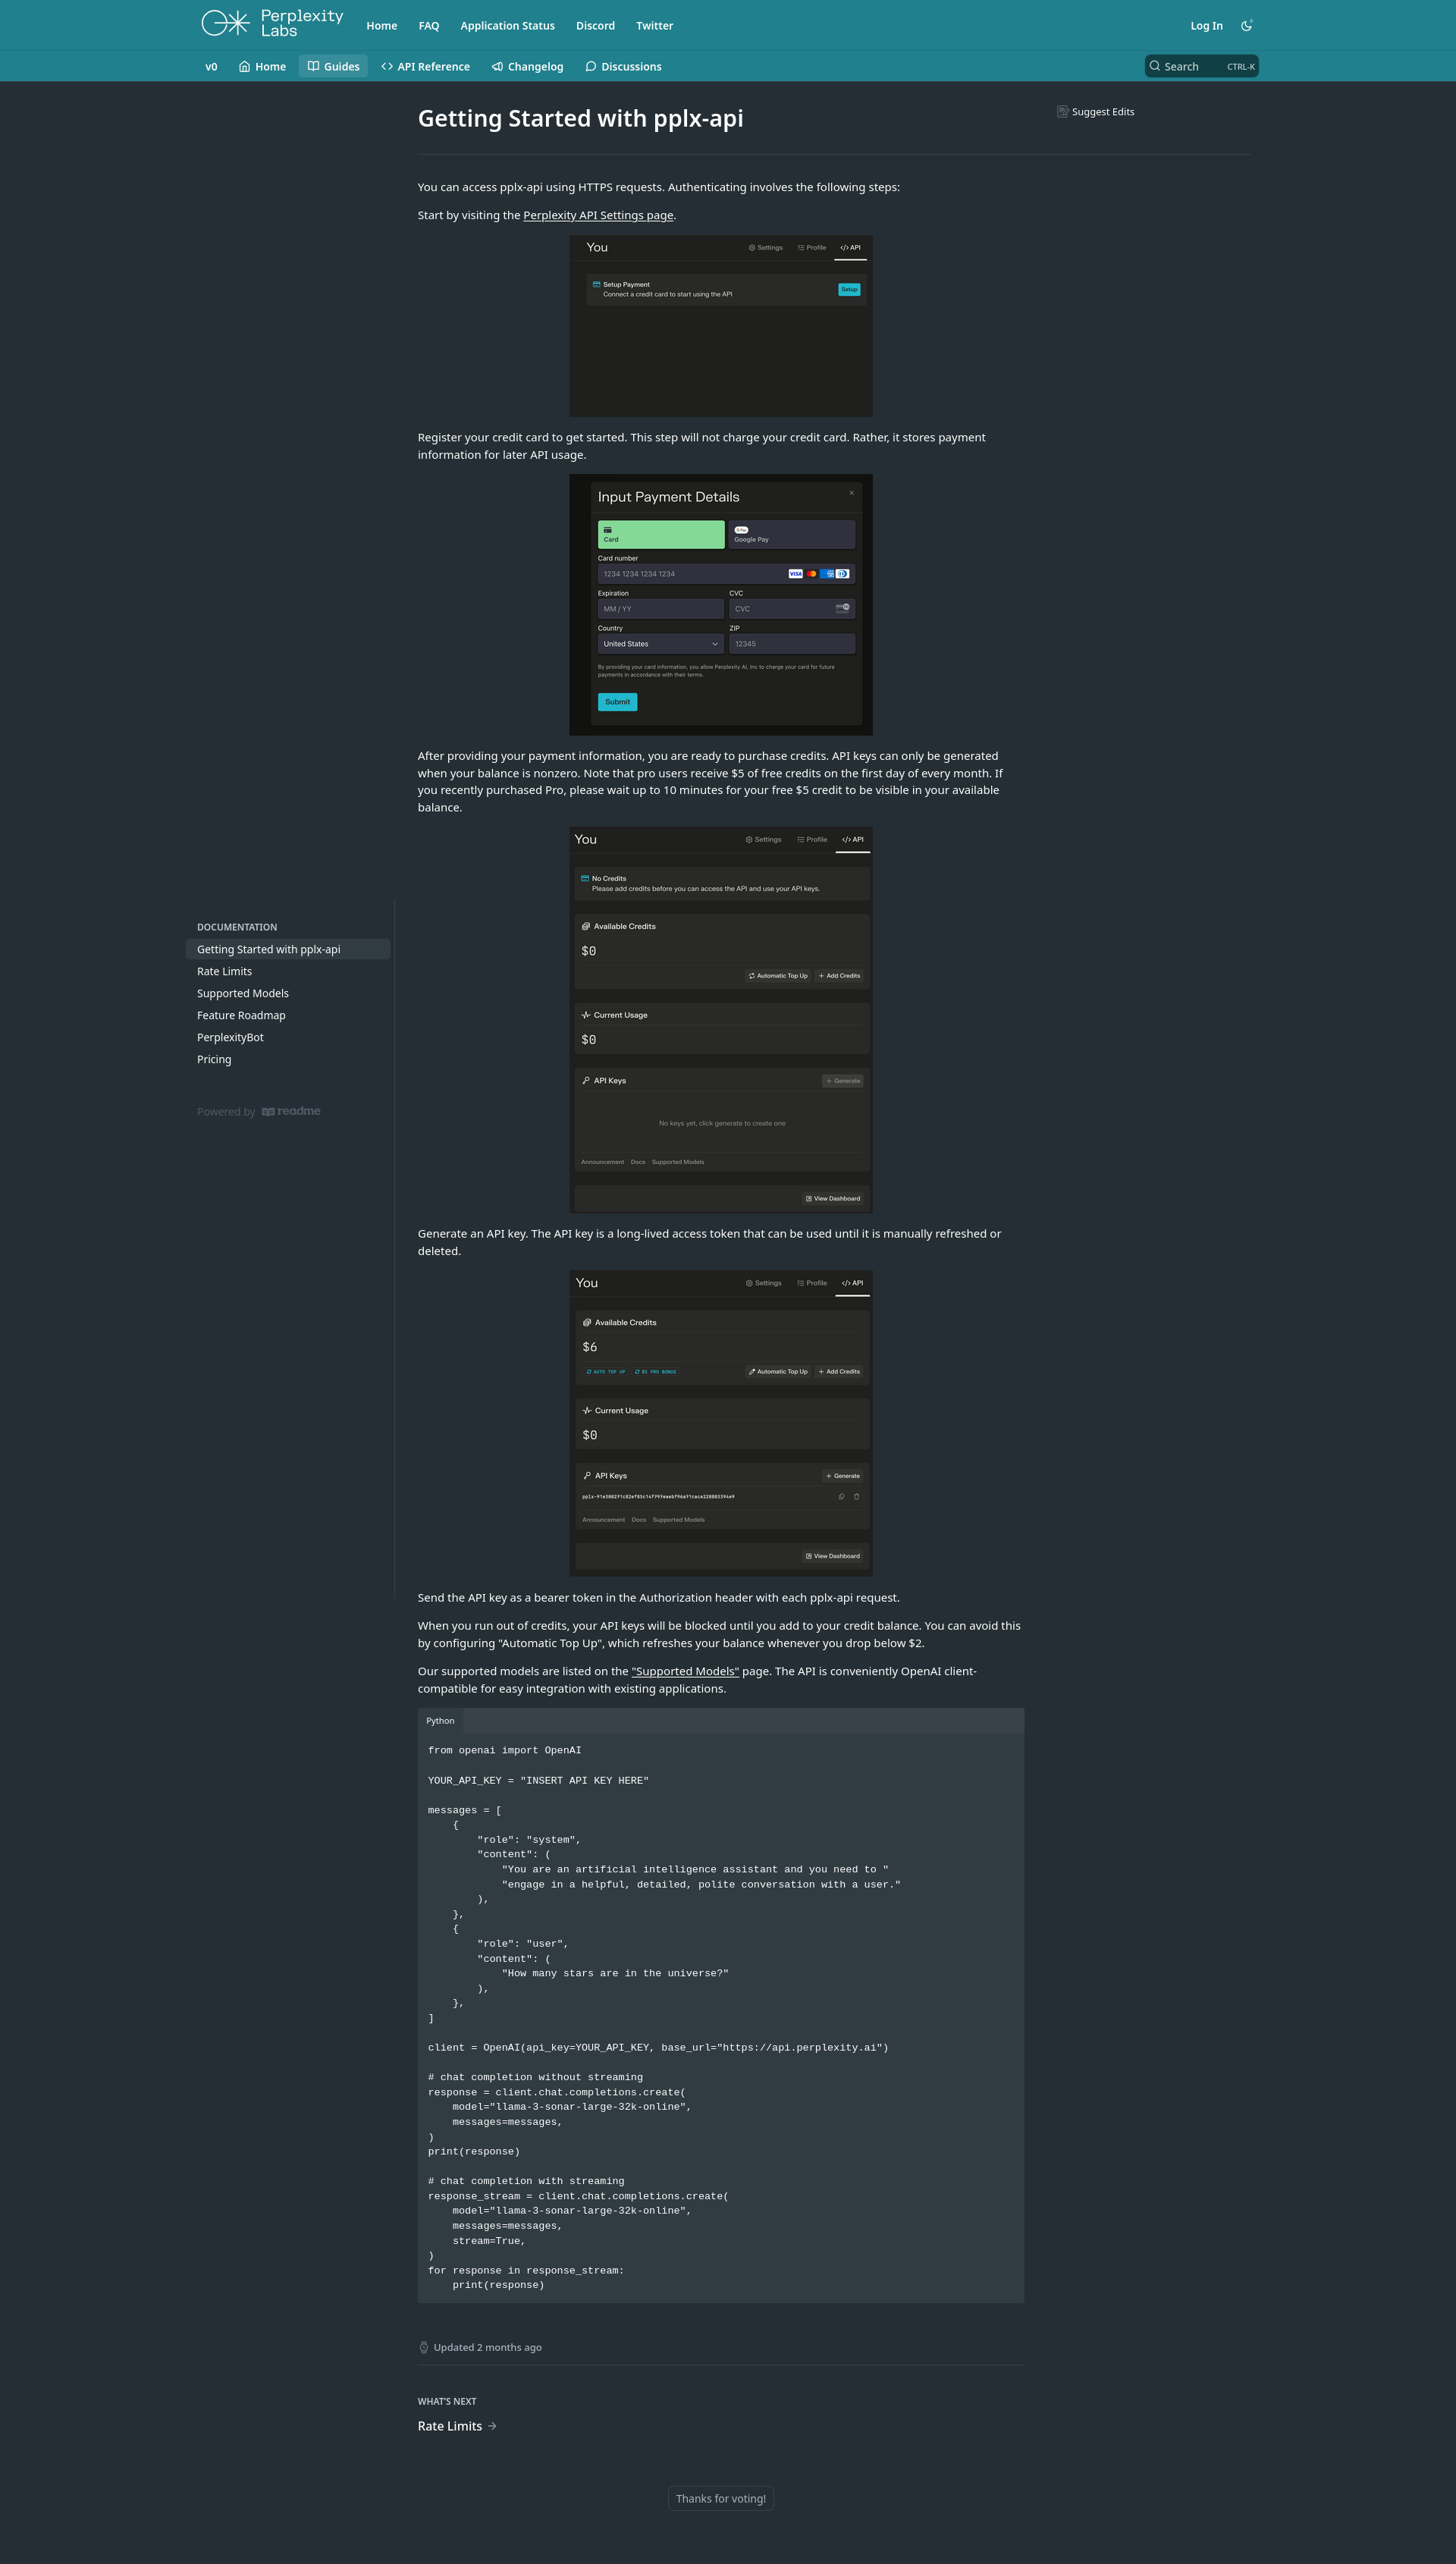 Perplexity
Labs
Home
FAQ
Application Status
Discord
Twitter
Log In
v0
Home
Guides
API Reference
Changelog
Discussions
Search
CTRL-K
Getting Started with pplx-api
Suggest Edits
You can access pplx-api using HTTPS requests. Authenticating involves the following steps:
Start by visiting the Perplexity API Settings page.
You
Settings
Profile
</> API
Setup Payment
Connect a credit card to start using the API
Setup
Register your credit card to get started. This step will not charge your credit card. Rather, it stores payment
information for later API usage.
Input Payment Details
Card
Google Pay
Card number
1234 1234 1234 1234
VISA
Expiration
CVC
MM / YY
CVC
Country
ZIP
United States
12345
By providing your card information, you allow Perplexity AI, Inc to charge your card for future
payments in accordance with their terms.
Submit
After providing your payment information, you are ready to purchase credits. API keys can only be generated
when your balance is nonzero. Note that pro users receive $5 of free credits on the first day of every month. If
you recently purchased Pro, please wait up to 10 minutes for your free $5 credit to be visible in your available
balance.
You
Settings
Profile
</> API
No Credits
Please add credits before you can access the API and use your API keys.
Available Credits
$0
Automatic Top Up
+ Add Credits
Current Usage
$0
API Keys
+ Generate
No keys yet, click generate to create one
Announcement
Docs
Supported Models
View Dashboard
DOCUMENTATION
Getting Started with pplx-api
Rate Limits
Supported Models
Feature Roadmap
PerplexityBot
Pricing
Powered by readme
Generate an API key. The API key is a long-lived access token that can be used until it is manually refreshed or
deleted.
You
Settings
Profile
</> API
Available Credits
$6
AUTO TOP UP
$5 PRO BONUS
Automatic Top Up
+ Add Credits
Current Usage
$0
API Keys
+ Generate
Announcement
Docs
Supported Models
View Dashboard
Send the API key as a bearer token in the Authorization header with each pplx-api request.
When you run out of credits, your API keys will be blocked until you add to your credit balance. You can avoid this
by configuring "Automatic Top Up", which refreshes your balance whenever you drop below $2.
Our supported models are listed on the "Supported Models" page. The API is conveniently OpenAI client-
compatible for easy integration with existing applications.
Python
from openai import OpenAI
YOUR_API_KEY = "INSERT API KEY HERE"
messages = [
    {
        "role": "system",
        "content": (
            "You are an artificial intelligence assistant and you need to "
            "engage in a helpful, detailed, polite conversation with a user."
        ),
    },
    {
        "role": "user",
        "content": (
            "How many stars are in the universe?"
        ),
    },
]
client = OpenAI(api_key=YOUR_API_KEY, base_url="https://api.perplexity.ai")
# chat completion without streaming
response = client.chat.completions.create(
    model="llama-3-sonar-large-32k-online",
    messages=messages,
)
print(response)
# chat completion with streaming
response_stream = client.chat.completions.create(
    model="llama-3-sonar-large-32k-online",
    messages=messages,
    stream=True,
)
for response in response_stream:
    print(response)
Updated 2 months ago
WHAT'S NEXT
Rate Limits
Thanks for voting!